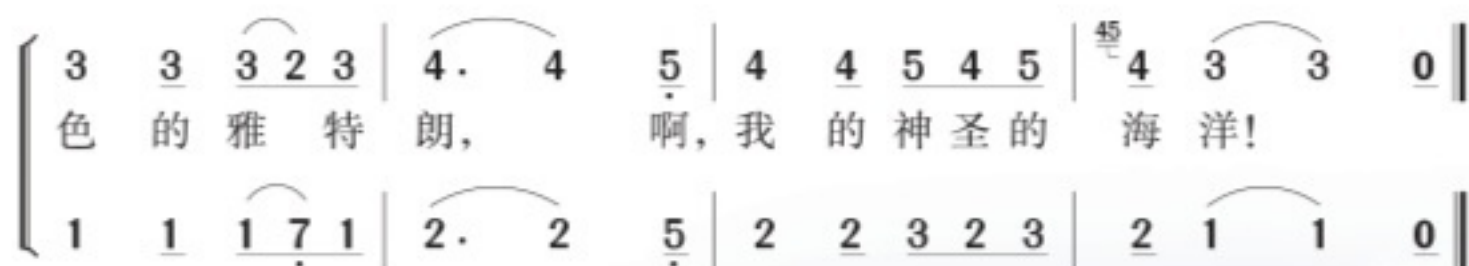 3 3 3 2 3 | 4. 4 5 | 4 4 5 4 5 | 45 4 3 3 0
色 的 雅 特 朗， 啊，我 的 神 圣 的 海 洋！
1 1 1 7 1 | 2. 2 5 | 2 2 3 2 3 | 2 1 1 0